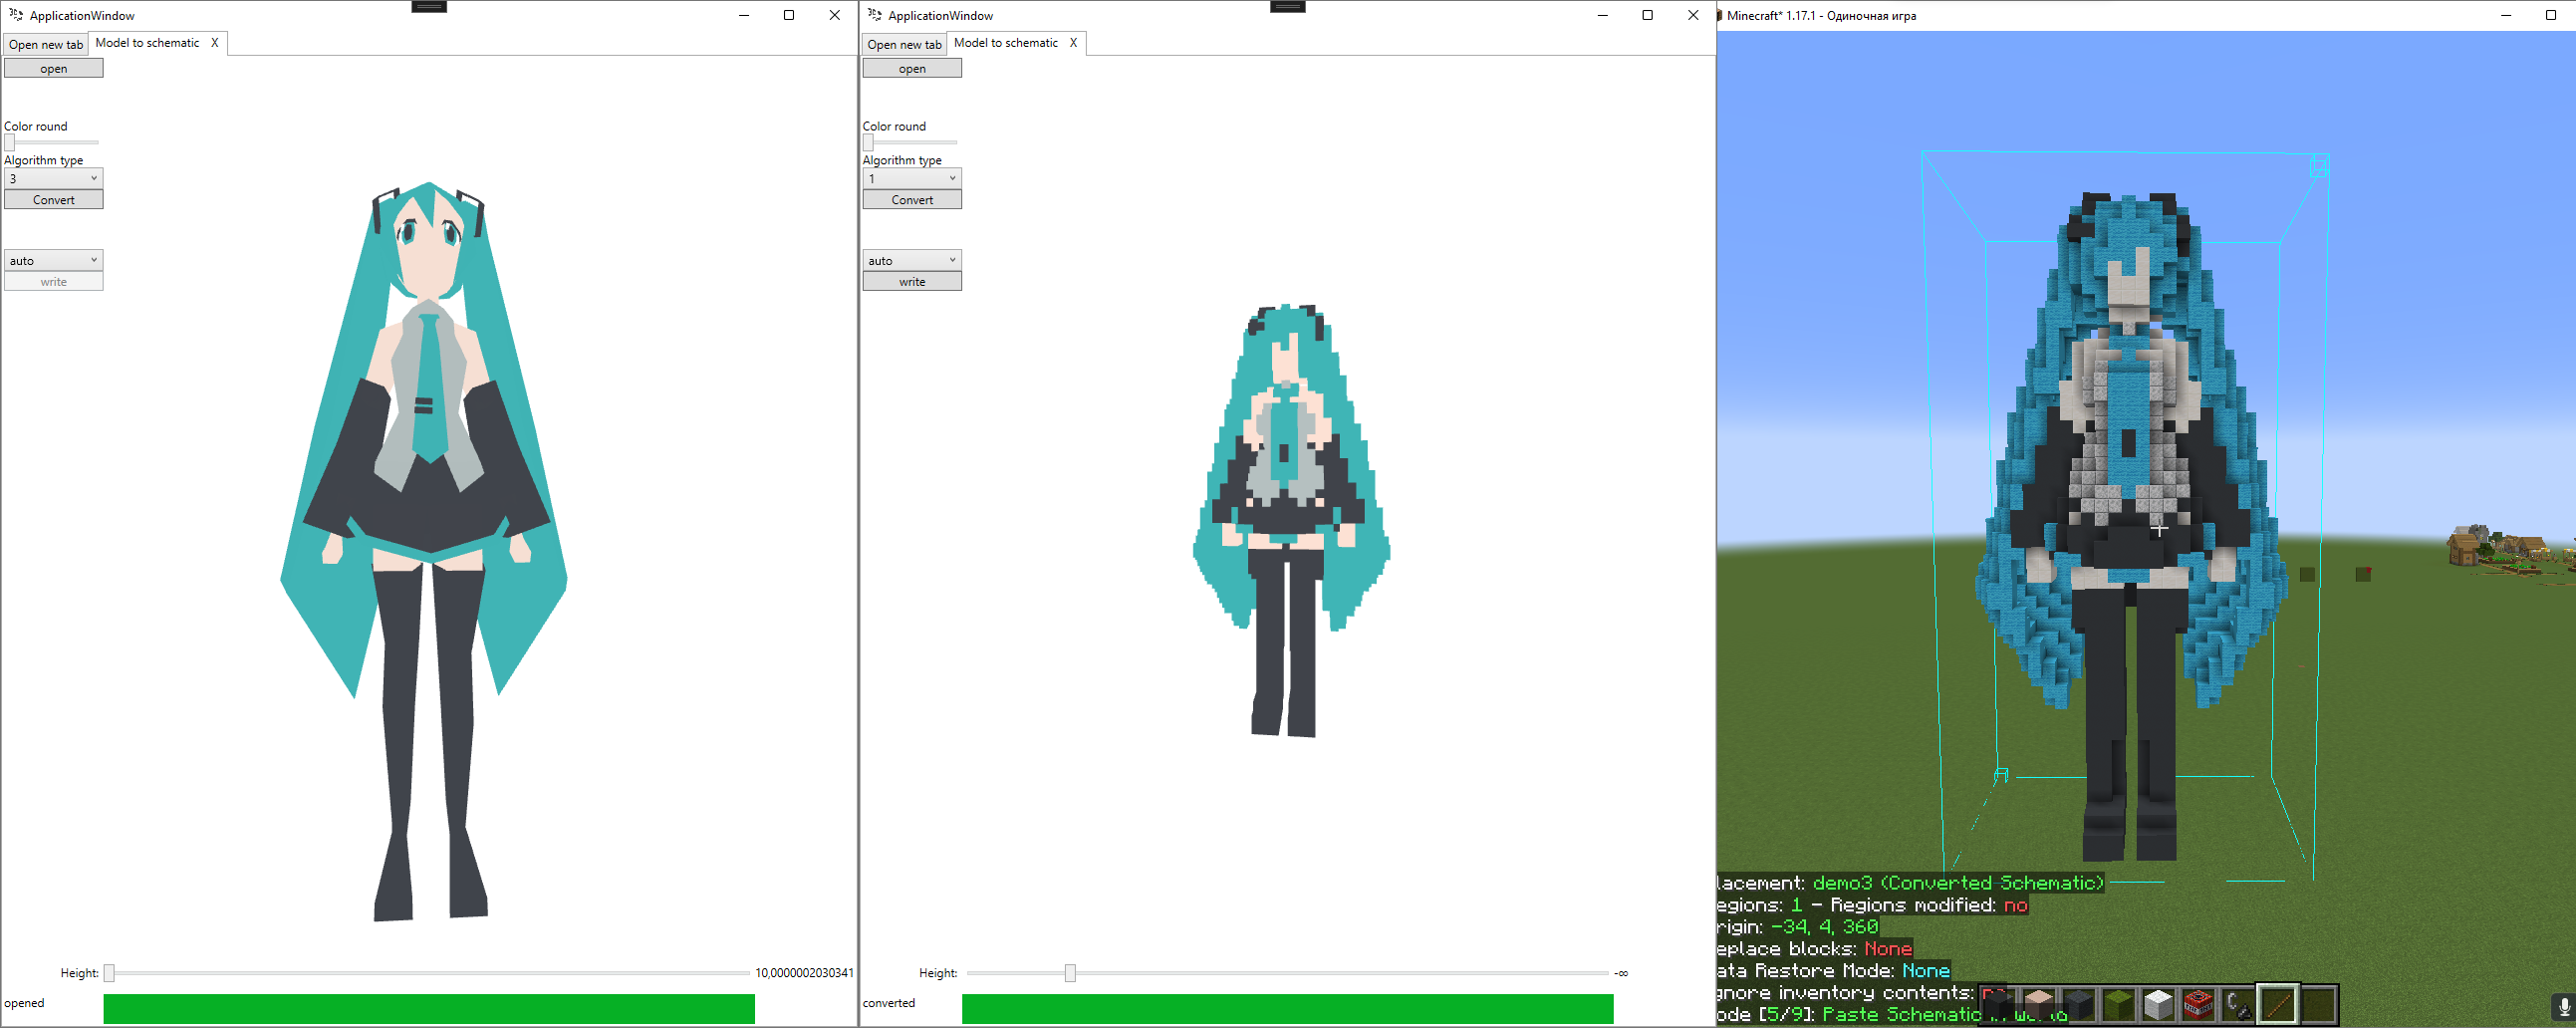 ApplicationWindow
Open new tab
Model to schematic X
open
Color round
Algorithm type
3
Convert
auto
write
Height:
10,0000002030341
opened
ApplicationWindow
Open new tab
Model to schematic X
open
Color round
Algorithm type
1
Convert
auto
write
Height:
-∞
converted
Minecraft* 1.17.1 - Одиночная игра
lacement: demo3 (Converted Schematic)
egions: 1 - Regions modified: no
rigin: -34, 4, 360
eplace blocks: None
ata Restore Mode: None
gnore inventory contents:
ode [5/9]: Paste Schematic